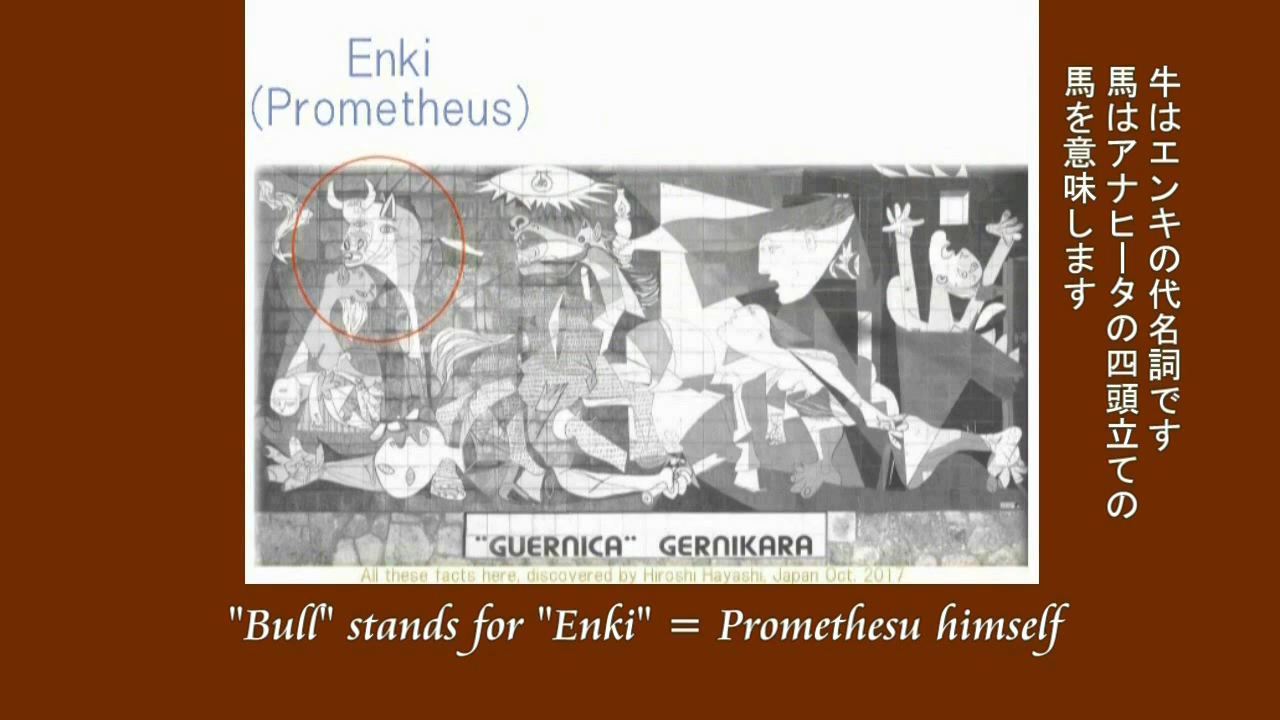 Enki
(Prometheus)
牛はエンキの代名詞です
馬はアナヒータの四頭立ての
馬を意味します
"GUERNICA" GERNIKARA
All these facts here, discovered by Hiroshi Hayashi, Japan Oct. 2017
"Bull" stands for "Enki" = Promethesu himself